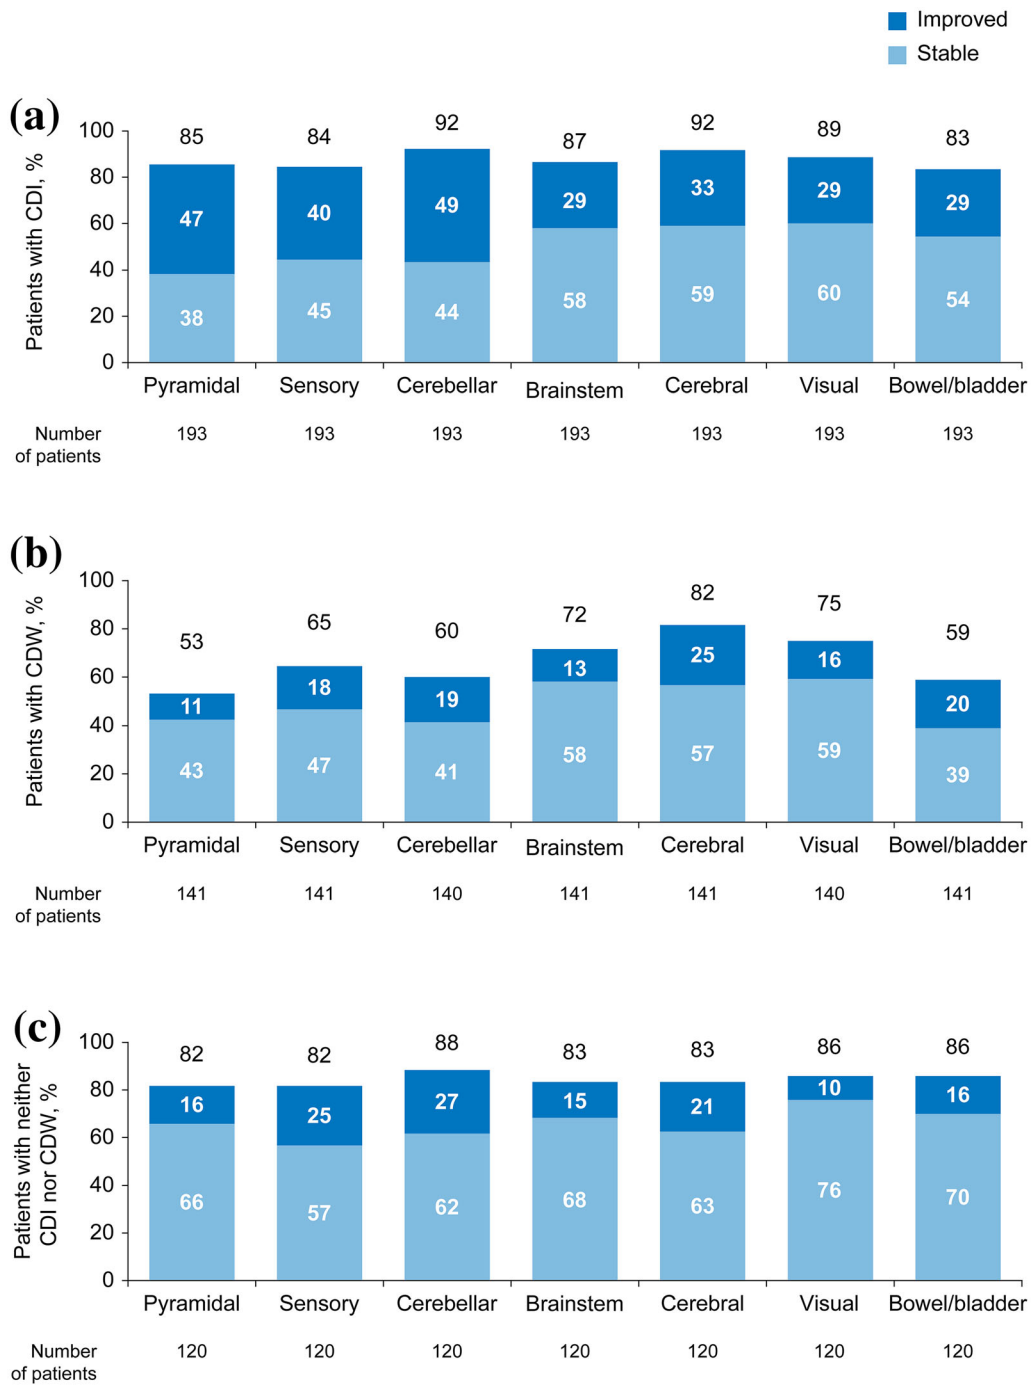 Improved
Stable
(a)
Patients with CDI, %
100
80
60
40
20
0
85 84 92 87 92 89 83
47 40 49 29 33 29 29
38 45 44 58 59 60 54
Pyramidal Sensory Cerebellar Brainstem Cerebral Visual Bowel/bladder
Number of patients 193 193 193 193 193 193 193
(b)
Patients with CDW, %
100
80
60
40
20
0
53 65 60 72 82 75 59
11 18 19 13 25 16 20
43 47 41 58 57 59 39
Pyramidal Sensory Cerebellar Brainstem Cerebral Visual Bowel/bladder
Number of patients 141 141 140 141 141 140 141
(c)
Patients with neither
CDI nor CDW, %
100
80
60
40
20
0
82 82 88 83 83 86 86
16 25 27 15 21 10 16
66 57 62 68 63 76 70
Pyramidal Sensory Cerebellar Brainstem Cerebral Visual Bowel/bladder
Number of patients 120 120 120 120 120 120 120